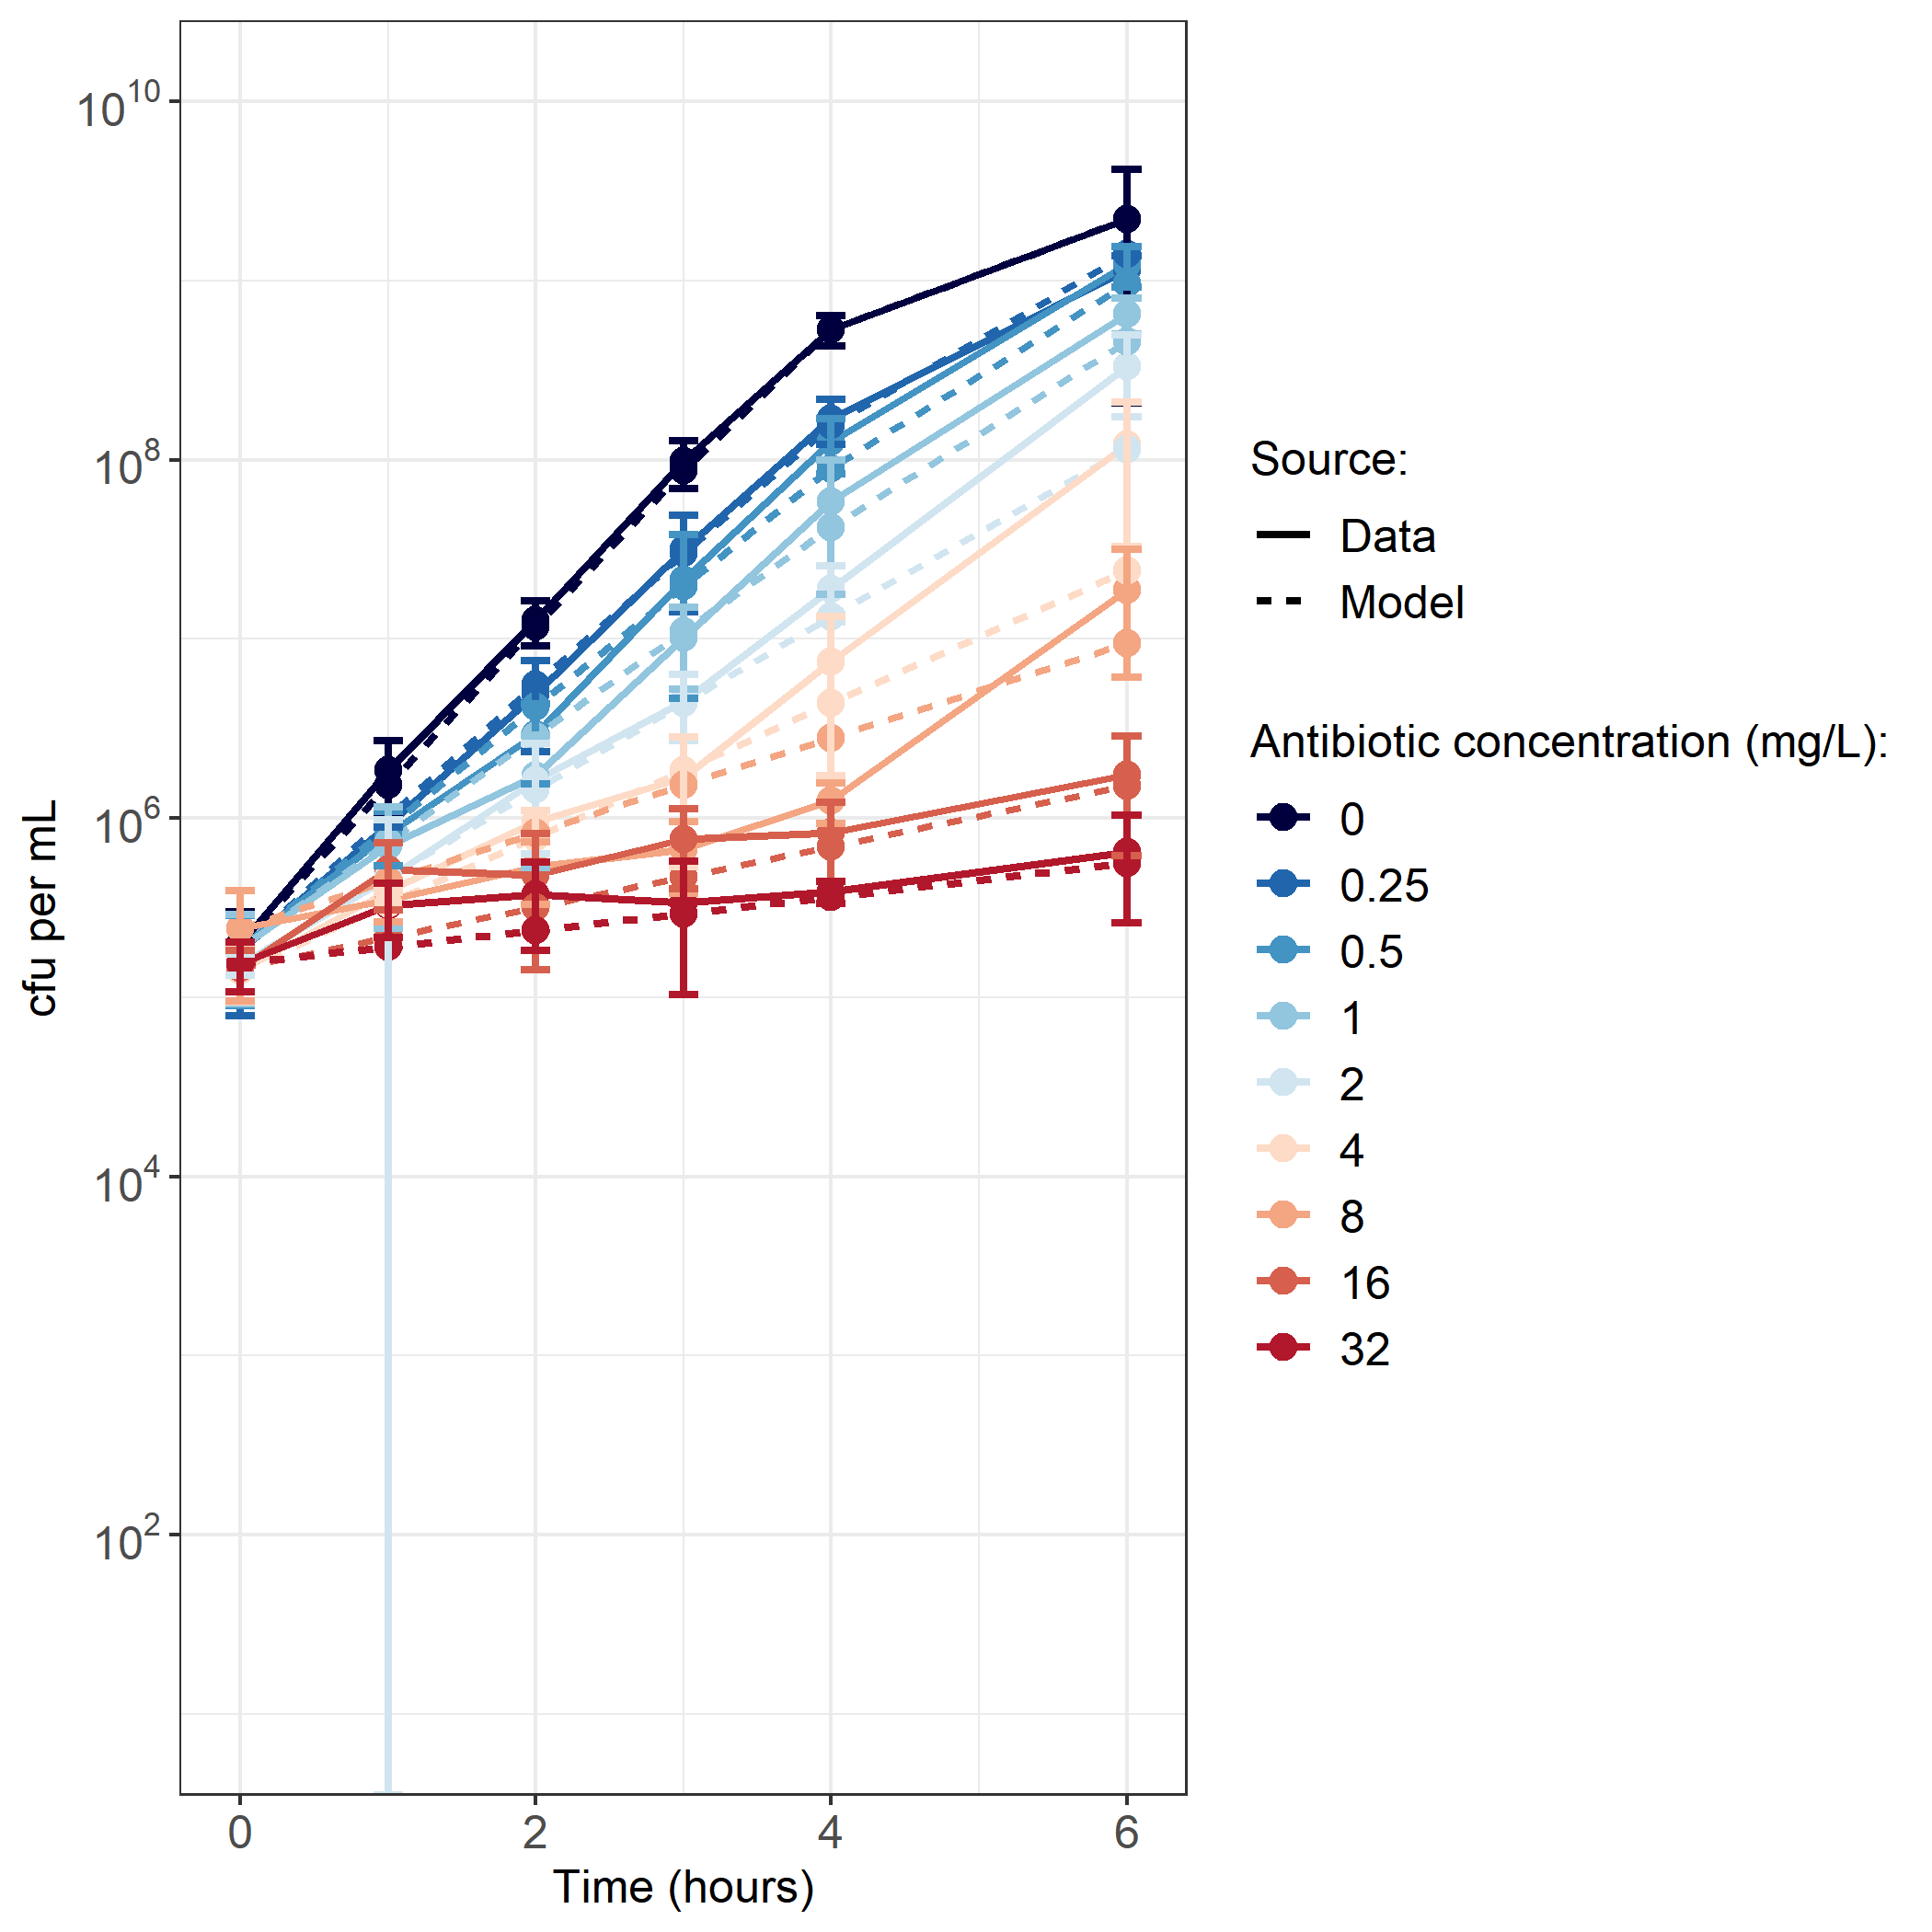 10^10
10^8
10^6
10^4
10^2
cfu per mL
0 2 4 6
Time (hours)
Source:
Data
Model
Antibiotic concentration (mg/L):
0
0.25
0.5
1
2
4
8
16
32